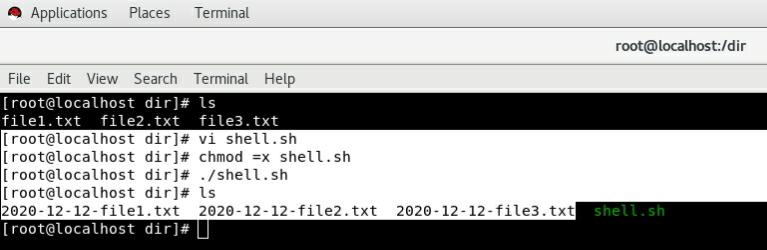 Applications Places Terminal
root@localhost:/dir
File Edit View Search Terminal Help
[root@localhost dir]# ls
file1.txt  file2.txt  file3.txt
[root@localhost dir]# vi shell.sh
[root@localhost dir]# chmod =x shell.sh
[root@localhost dir]# ./shell.sh
[root@localhost dir]# ls
2020-12-12-file1.txt  2020-12-12-file2.txt  2020-12-12-file3.txt  shell.sh
[root@localhost dir]#